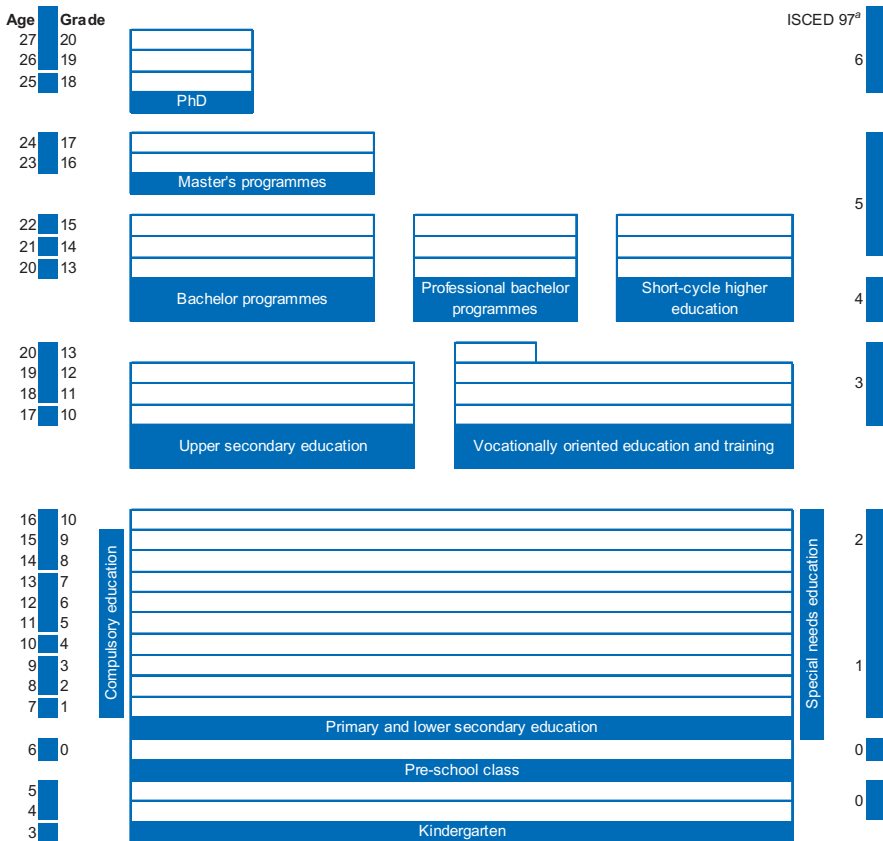 Age Grade ISCED 97a
27 20
26 19 6
25 18
PhD
24 17
23 16
Master's programmes
5
22 15
21 14
20 13
Bachelor programmes
Professional bachelor
programmes
Short-cycle higher
education
4
20 13
19 12
18 11 3
17 10
Upper secondary education
Vocationally oriented education and training
16 10
15 9 2
14 8
13 7
12 6
11 5
10 4
9 3 1
8 2
7 1
Compulsory education
Special needs education
Primary and lower secondary education
6 0 0
Pre-school class
5
4 0
3
Kindergarten